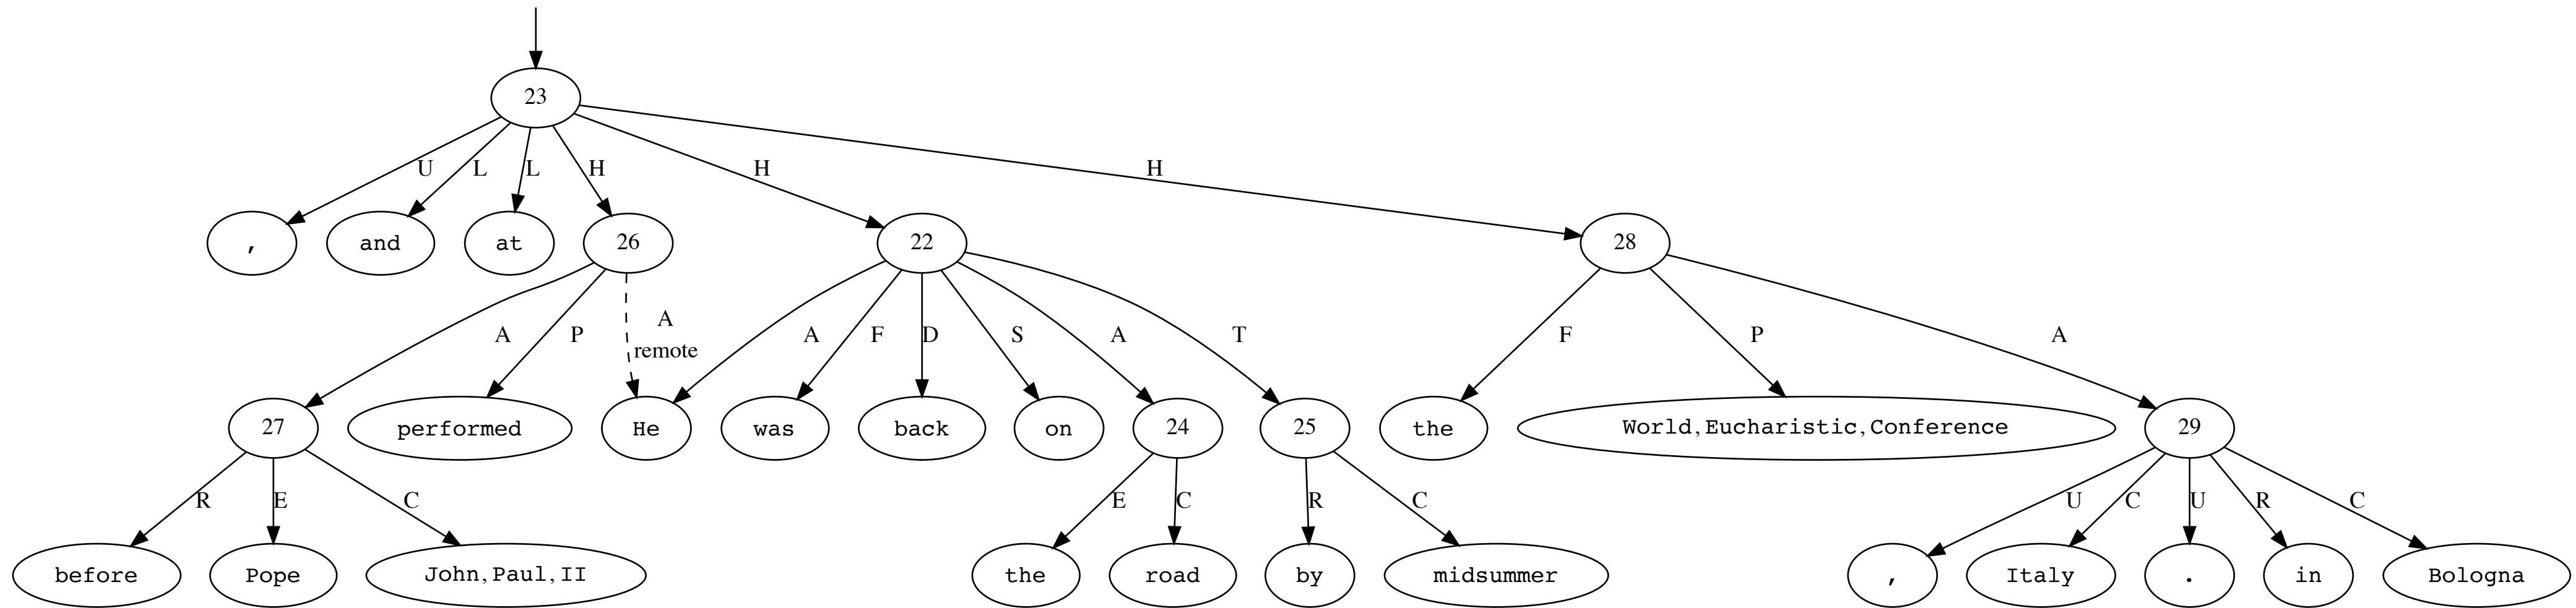 23
U L L H H H
, and at 26 22 28
A P A remote A F D S A T F P A
27 performed He was back on 24 25 the World,Eucharistic,Conference 29
R E C E C R C U C U R C
before Pope John,Paul,II the road by midsummer , Italy . in Bologna